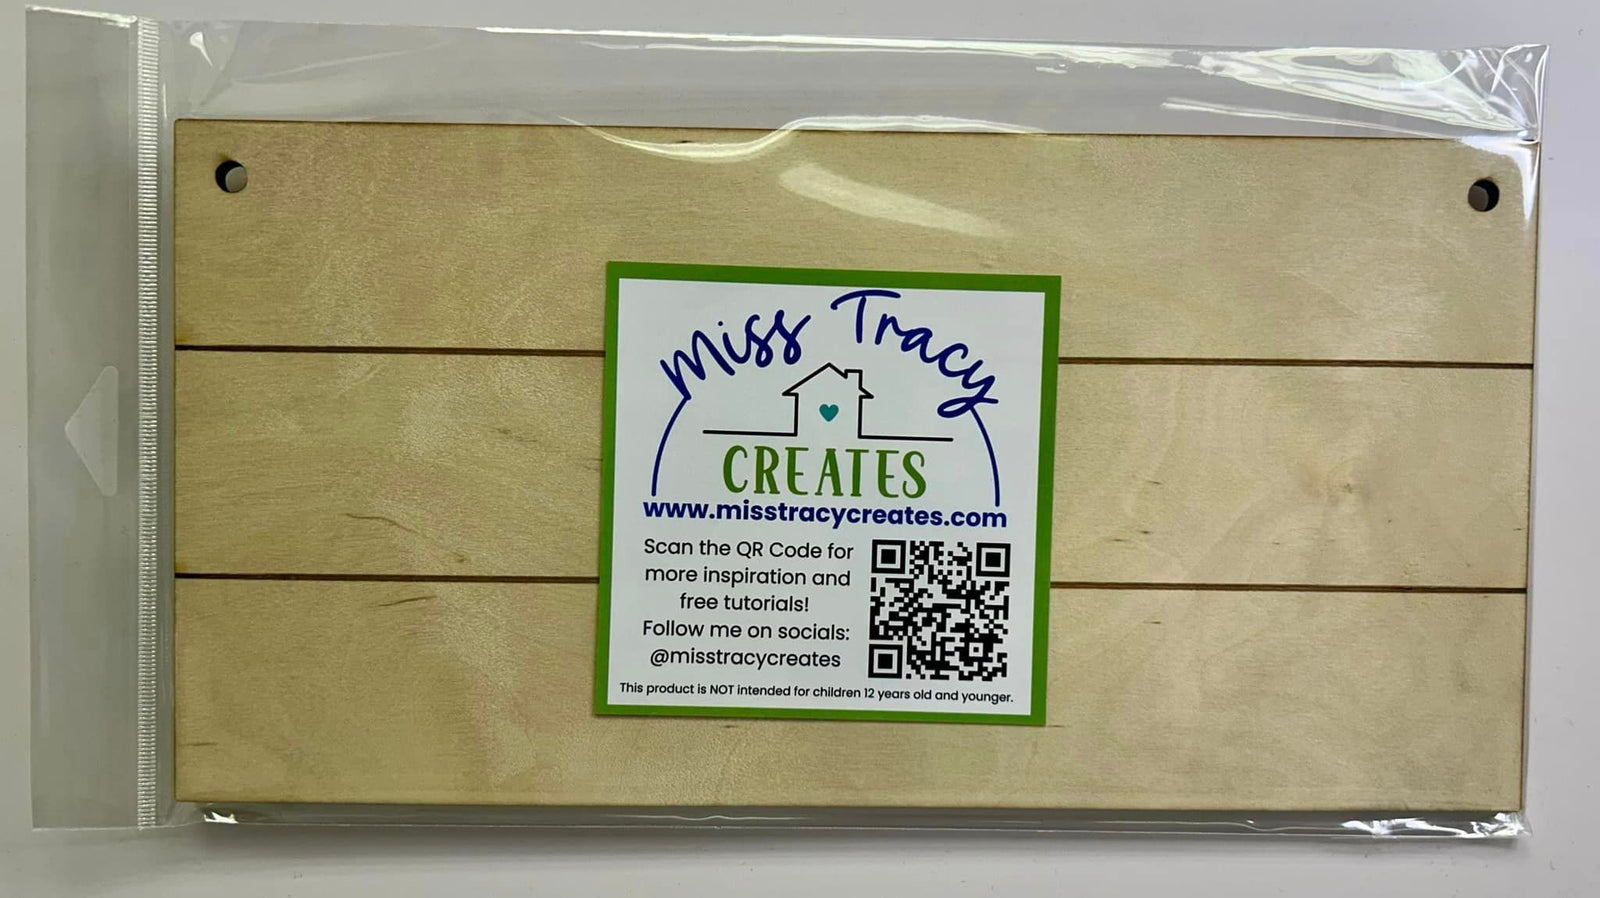 Miss Tracy
CREATES
www.misstracycreates.com
Scan the QR Code for
more inspiration and
free tutorials!
Follow me on socials:
@misstracycreates
This product is NOT intended for children 12 years old and younger.